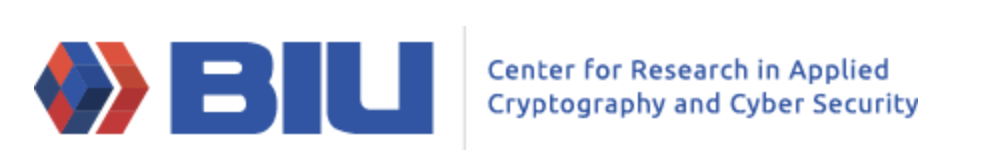 BIU
Center for Research in Applied
Cryptography and Cyber Security